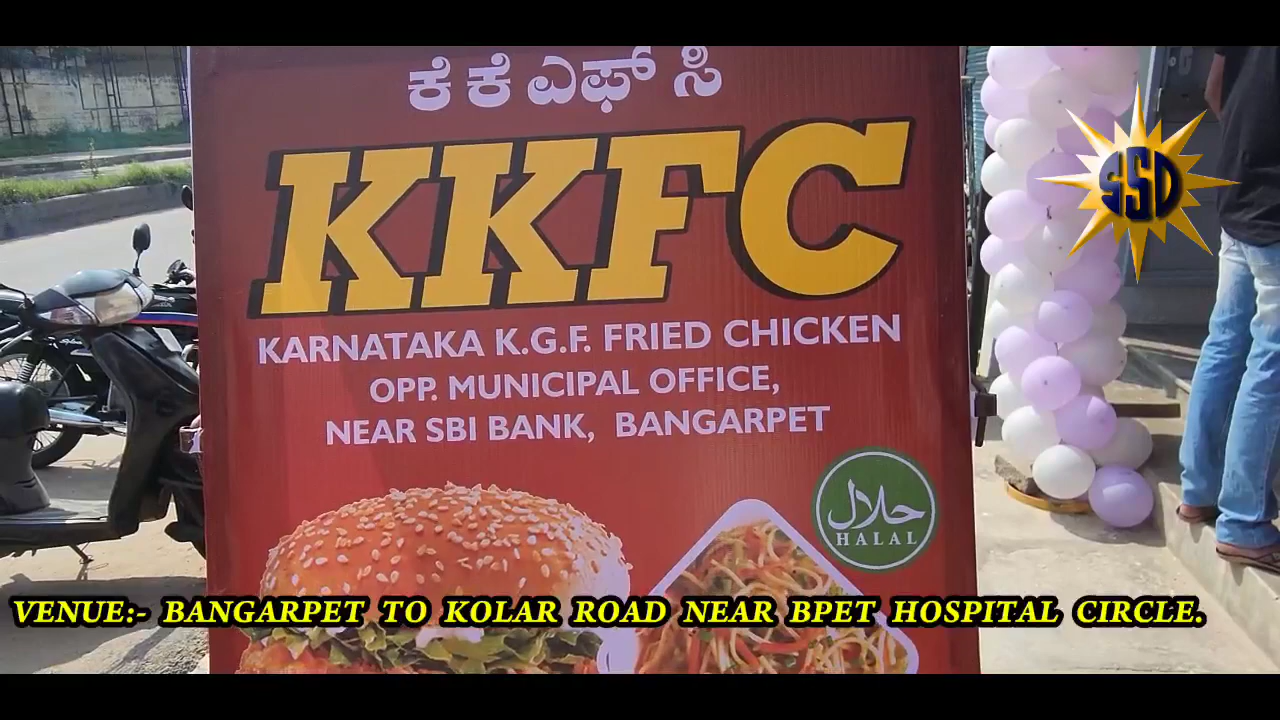 ಕೆ ಕೆ ಎಫ್ ಸಿ
KKFC
KARNATAKA K.G.F. FRIED CHICKEN
OPP. MUNICIPAL OFFICE,
NEAR SBI BANK, BANGARPET
حلال
HALAL
SSD
VENUE:- BANGARPET TO KOLAR ROAD NEAR BPET HOSPITAL CIRCLE.